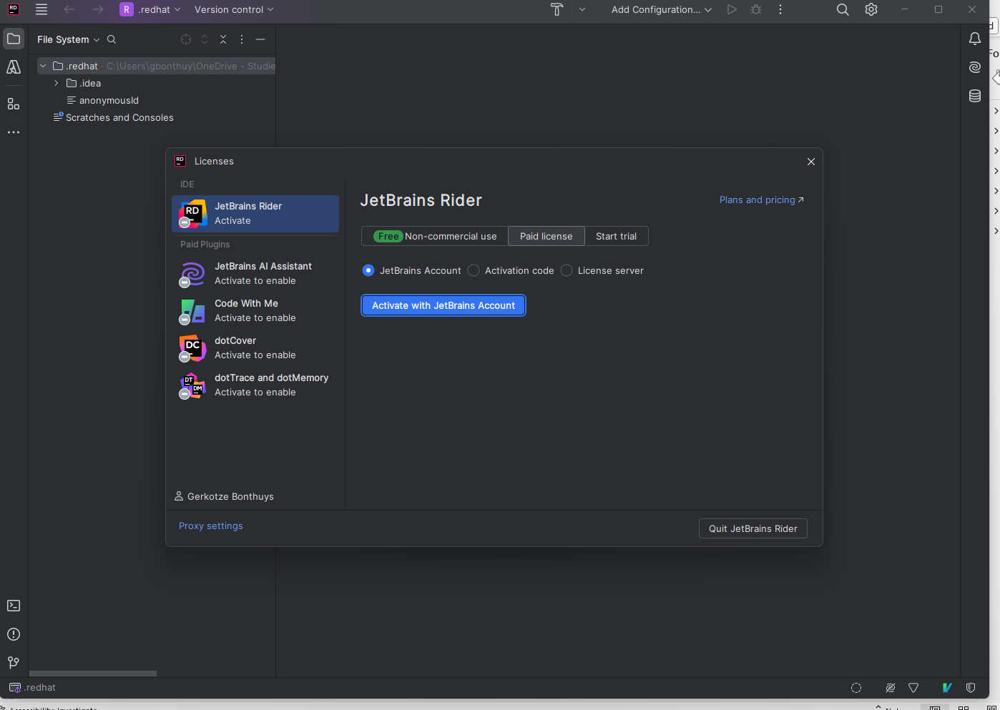 RD
R .redhat Version control Add Configuration...
File System
.redhat · C:\Users\gbonthuy\OneDrive - Studie
.idea
anonymousId
Scratches and Consoles
RD Licenses
IDE
RD JetBrains Rider
Activate
Paid Plugins
JetBrains AI Assistant
Activate to enable
Code With Me
Activate to enable
DC dotCover
Activate to enable
DT DM dotTrace and dotMemory
Activate to enable
Gerkotze Bonthuys
JetBrains Rider
Plans and pricing
Free Non-commercial use Paid license Start trial
JetBrains Account Activation code License server
Activate with JetBrains Account
Proxy settings
Quit JetBrains Rider
.redhat
d
Fo